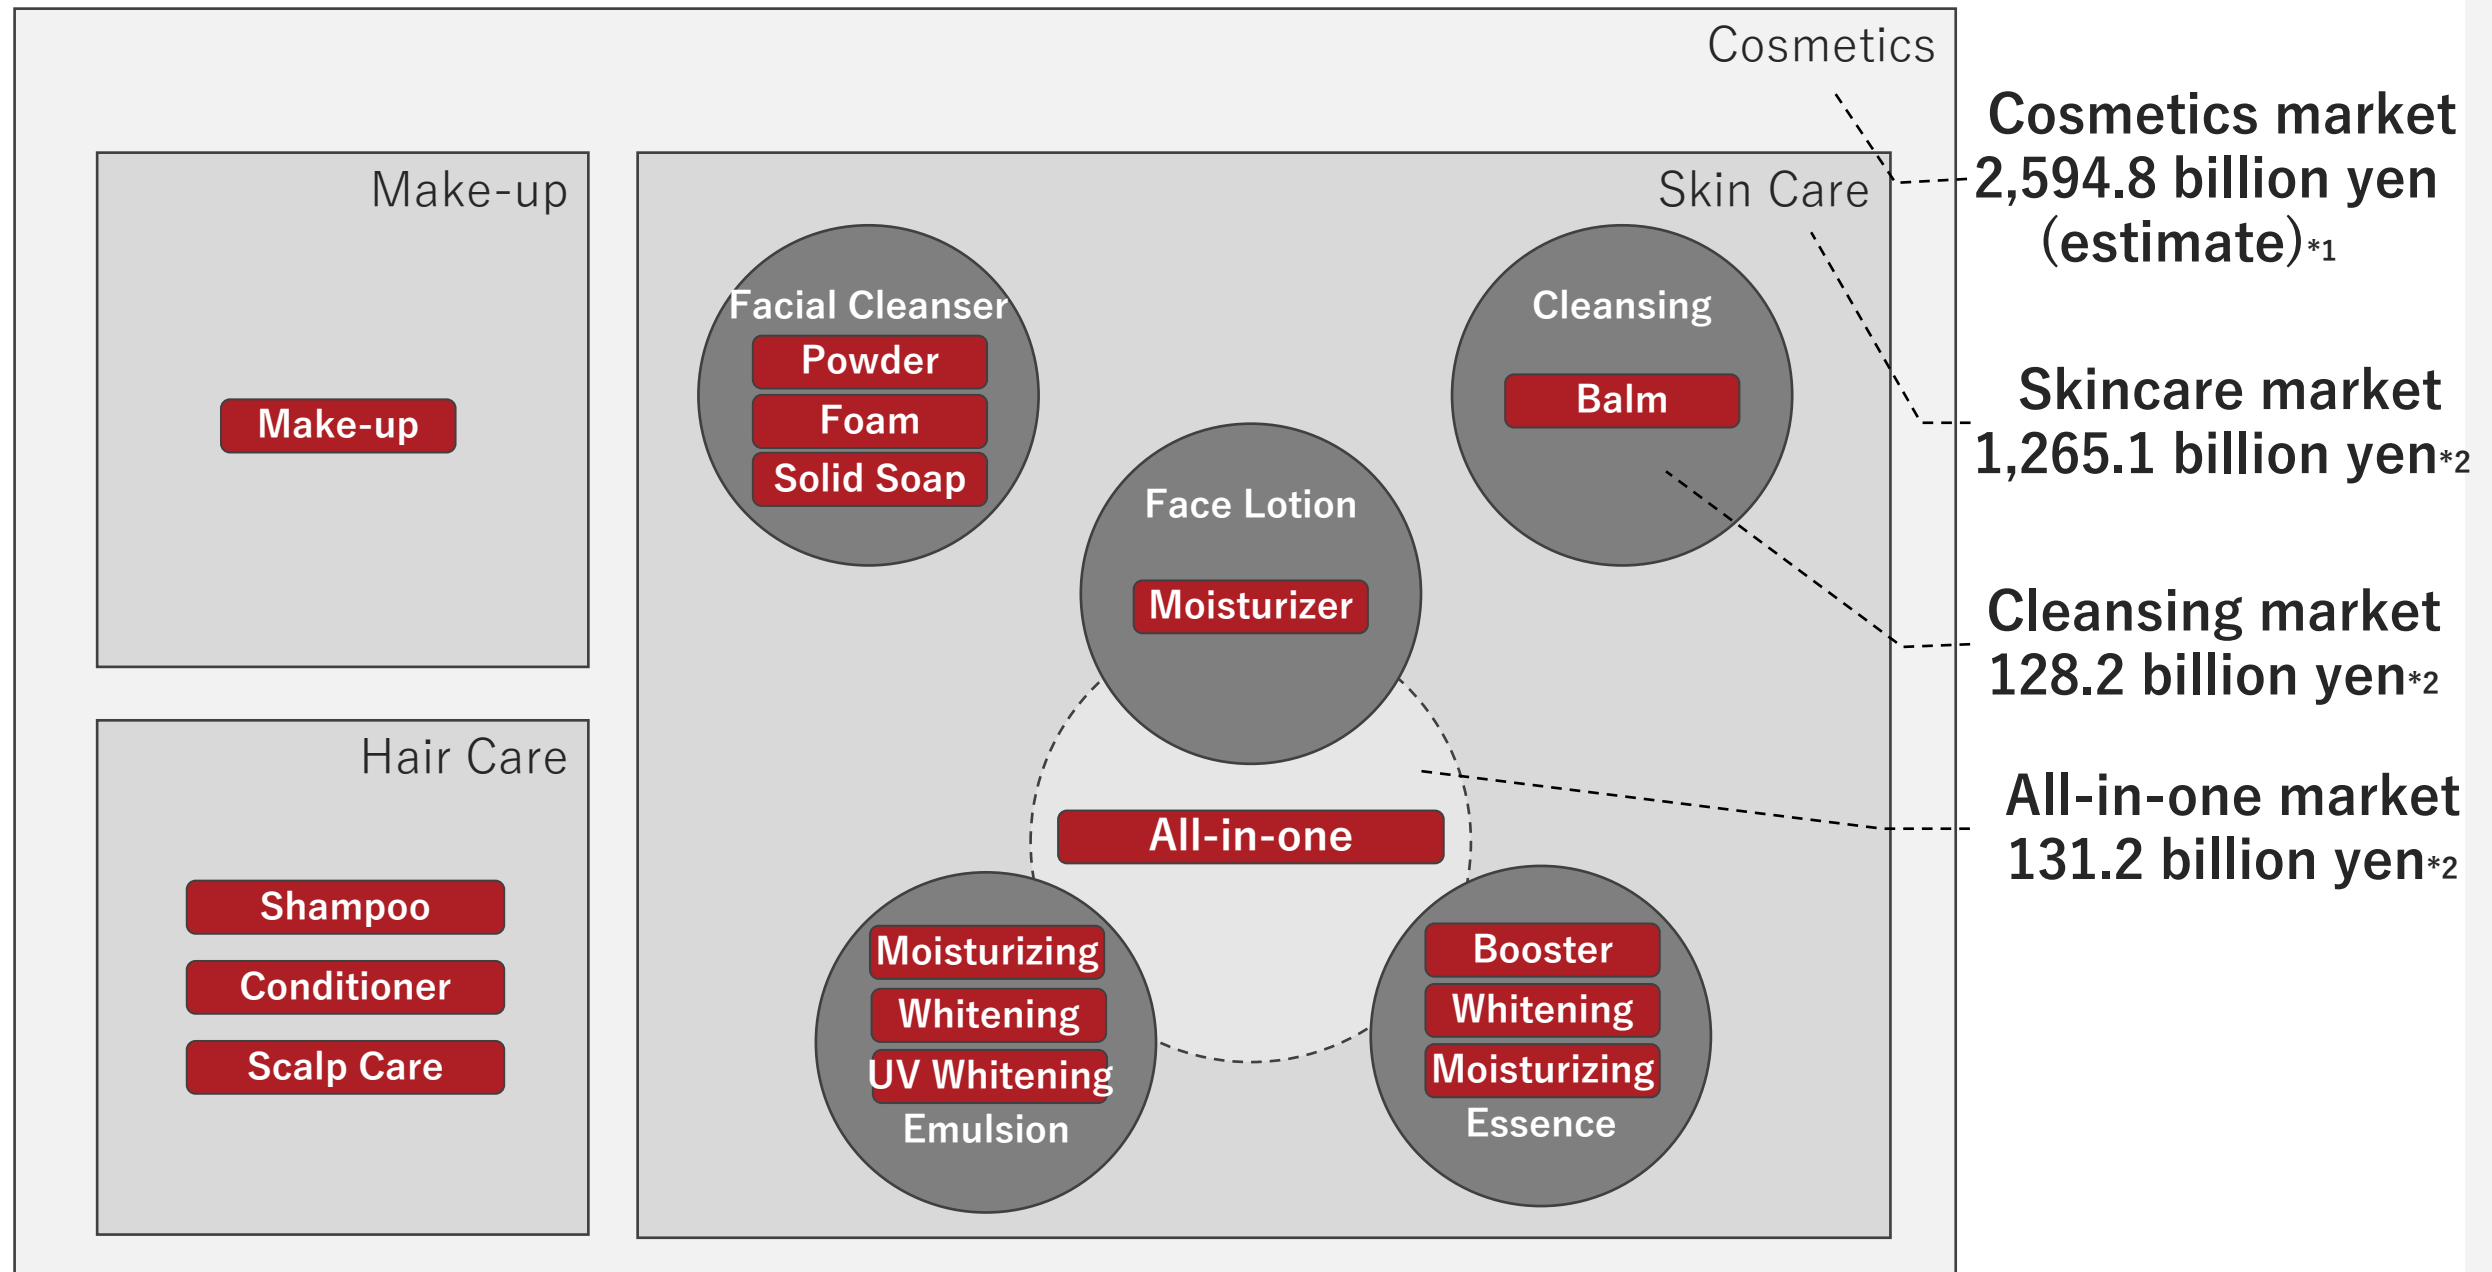 Cosmetics
Make-up
Make-up
Hair Care
Shampoo
Conditioner
Scalp Care
Skin Care
Facial Cleanser
Powder
Foam
Solid Soap
Cleansing
Balm
Face Lotion
Moisturizer
All-in-one
Moisturizing
Whitening
UV Whitening
Emulsion
Booster
Whitening
Moisturizing
Essence
Cosmetics market
2,594.8 billion yen
(estimate)*1
Skincare market
1,265.1 billion yen*2
Cleansing market
128.2 billion yen*2
All-in-one market
131.2 billion yen*2